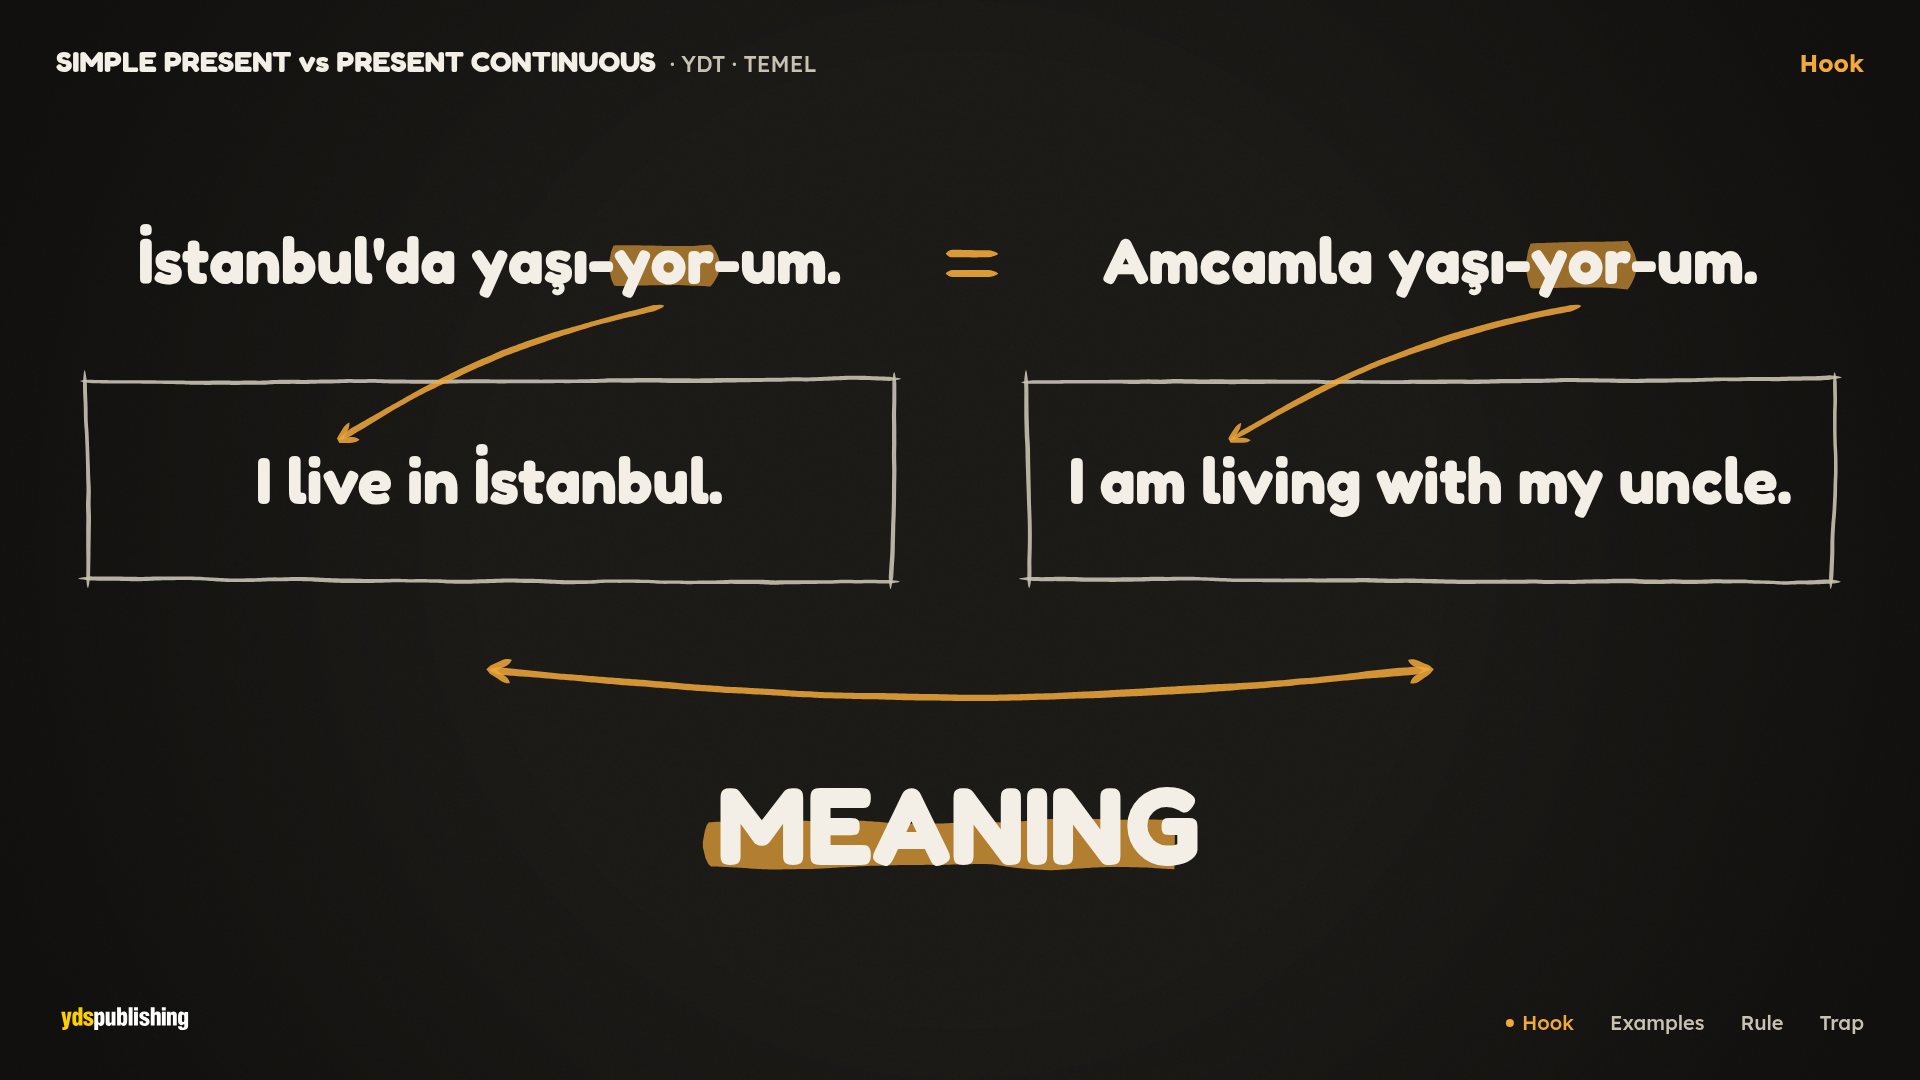 SIMPLE PRESENT vs PRESENT CONTINUOUS · YDT · TEMEL
Hook
İstanbul'da yaşı-yor-um. = Amcamla yaşı-yor-um.
I live in İstanbul.
I am living with my uncle.
MEANING
ydspublishing
• Hook Examples Rule Trap